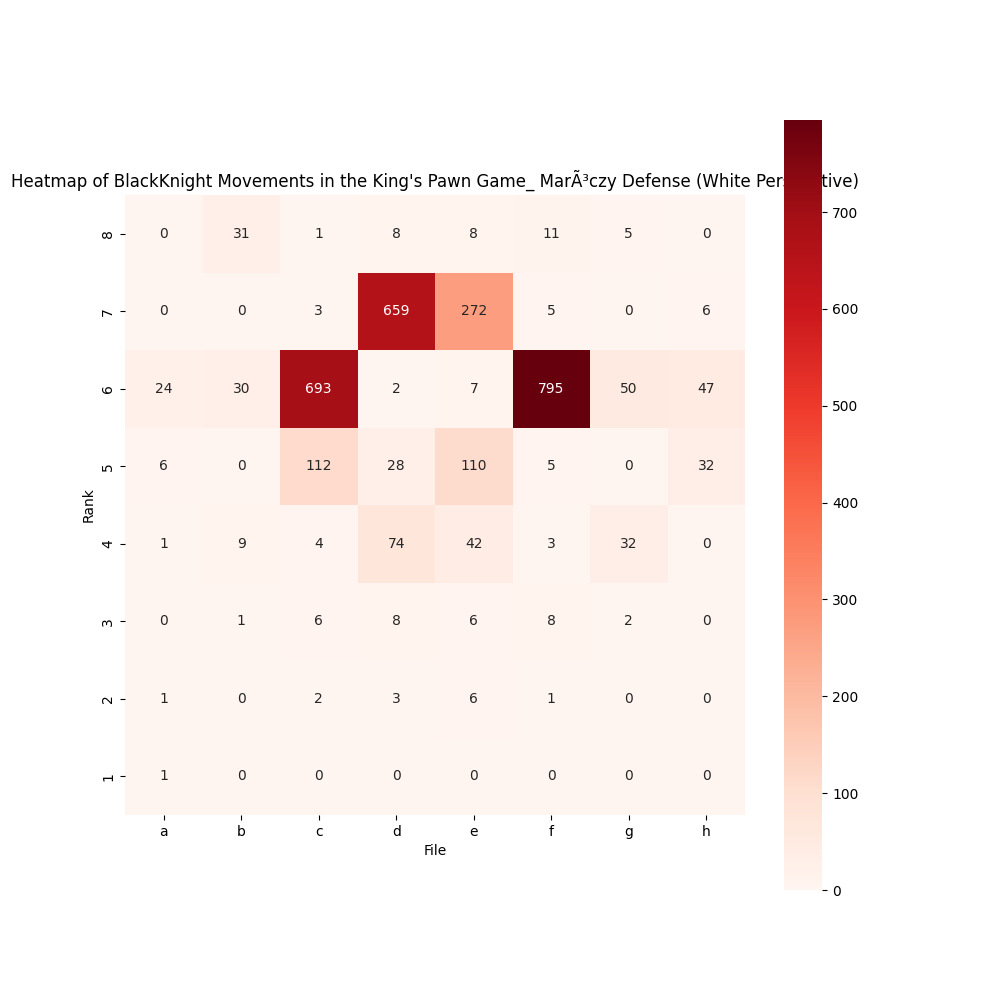 Heatmap of BlackKnight Movements in the King's Pawn Game_ MarÃ³czy Defense (White Per tive)
8 0 31 1 8 8 11 5 0
7 0 0 3 659 272 5 0 6
6 24 30 693 2 7 795 50 47
5 6 0 112 28 110 5 0 32
4 1 9 4 74 42 3 32 0
3 0 1 6 8 6 8 2 0
2 1 0 2 3 6 1 0 0
1 1 0 0 0 0 0 0 0
a b c d e f g h
File
Rank
700
600
500
400
300
200
100
0